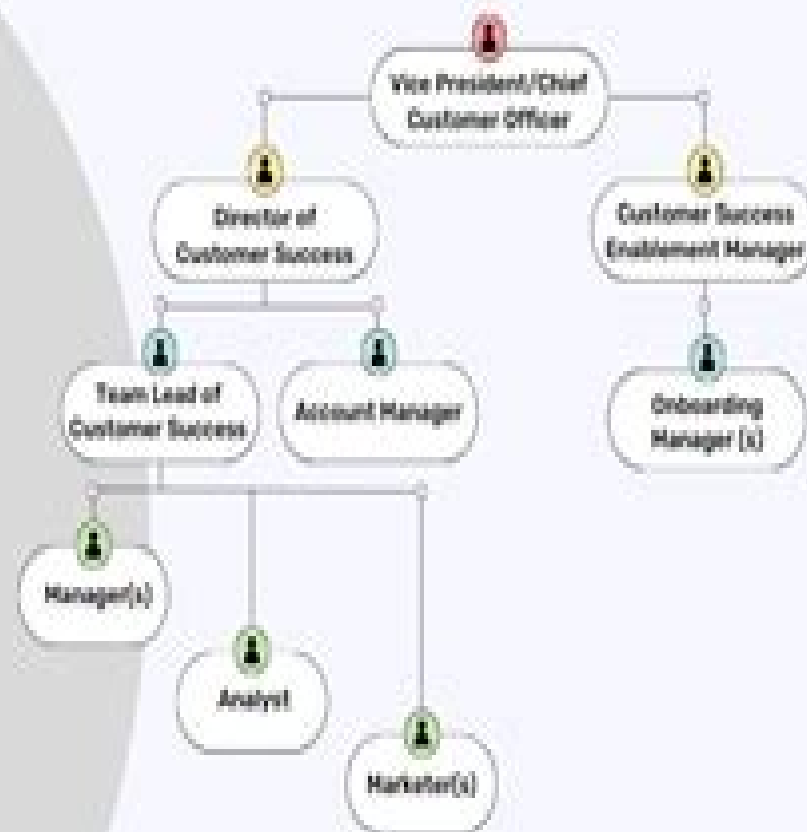 Vice President/Chief
Customer Officer
Director of
Customer Success
Customer Success
Enablement Manager
Team Lead of
Customer Success
Account Manager
Onboarding
Manager (s)
Manager(s)
Analyst
Marketer(s)